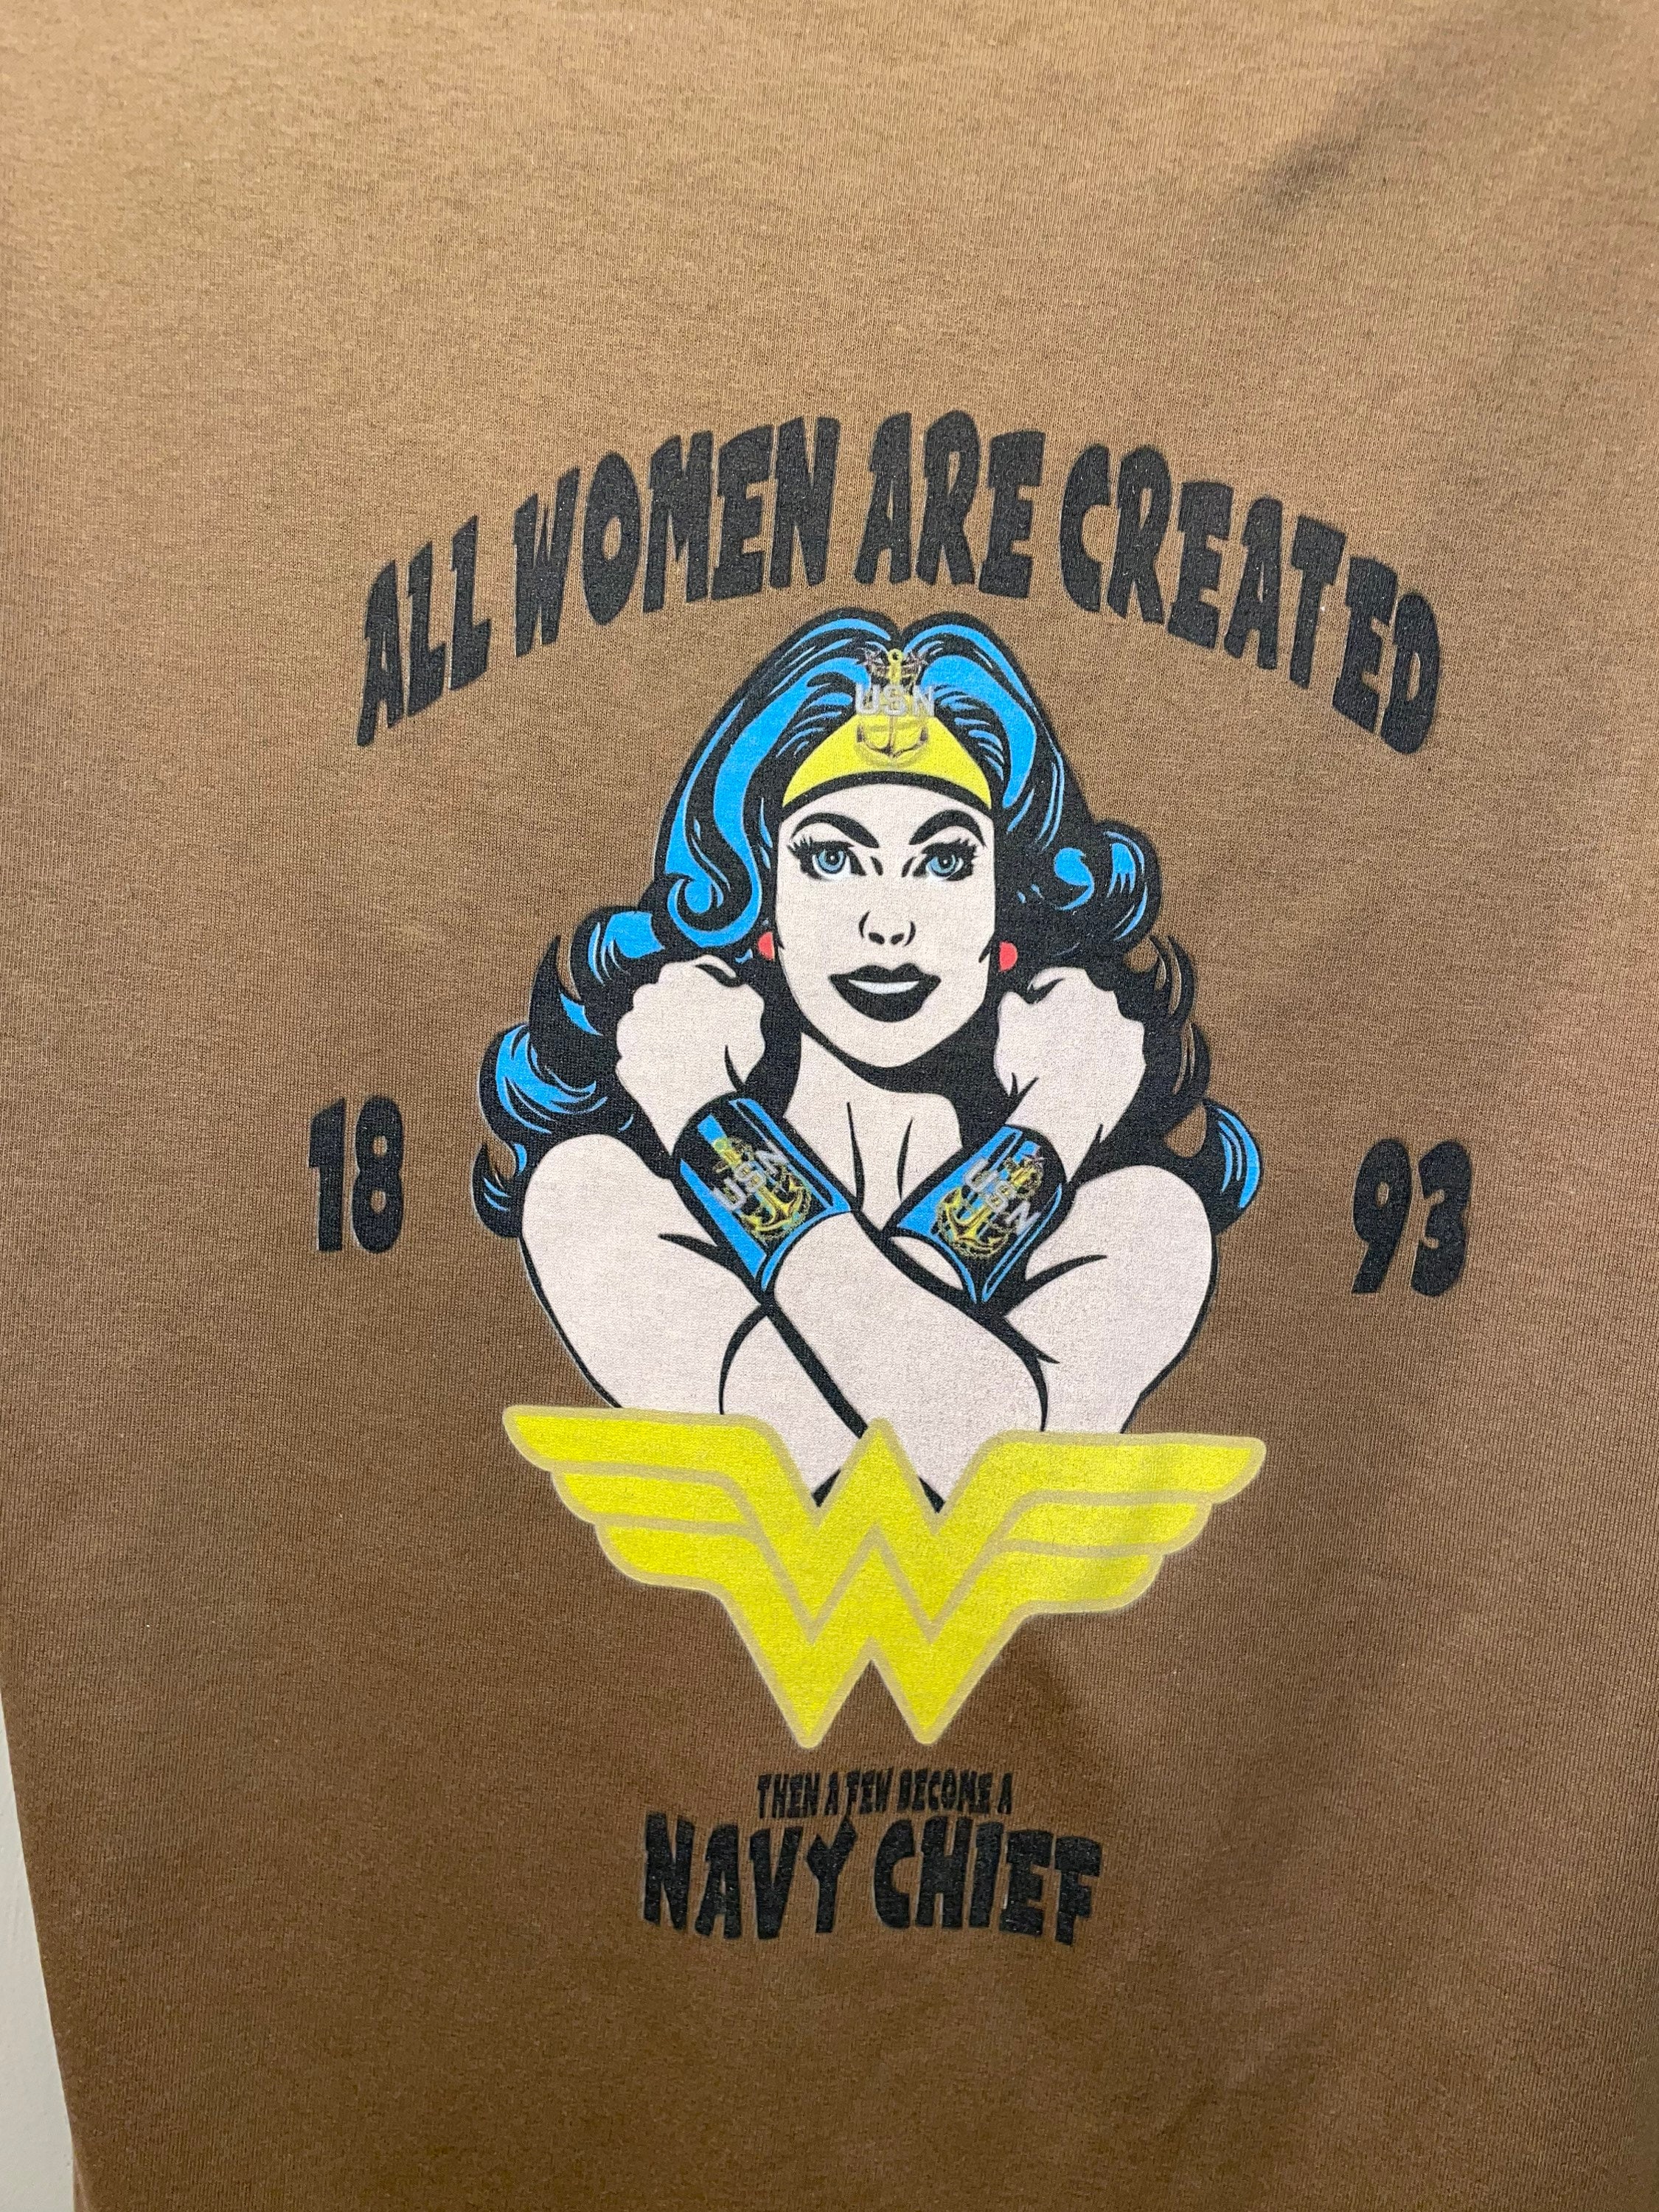 ALL WOMEN ARE CREATED
USN
18
USN
USN
93
W
THEN A FEW BECOME A
NAVY CHIEF